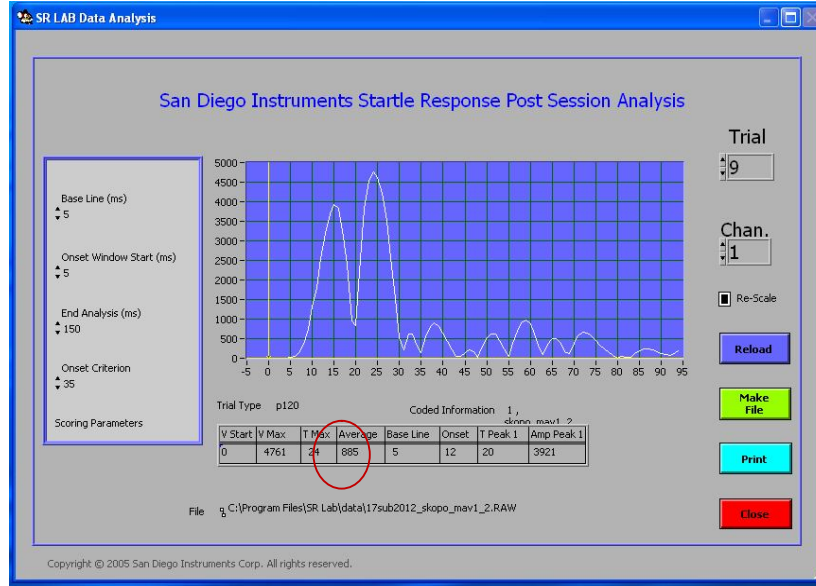 SR LAB Data Analysis
San Diego Instruments Startle Response Post Session Analysis
Trial
9
Chan.
1
Re-Scale
Reload
Make
File
Print
Close
Base Line (ms)
5
Onset Window Start (ms)
5
End Analysis (ms)
150
Onset Criterion
35
Scoring Parameters
5000
4500
4000
3500
3000
2500
2000
1500
1000
500
0
-5 0 5 10 15 20 25 30 35 40 45 50 55 60 65 70 75 80 85 90 95
Trial Type p120
Coded Information 1 ,
skopo_mav1_2
V Start V Max T Max Average Base Line Onset T Peak 1 Amp Peak 1
0 4761 24 885 5 12 20 3921
File C:\Program Files\SR Lab\data\17sub2012_skopo_mav1_2.RAW
Copyright © 2005 San Diego Instruments Corp. All rights reserved.